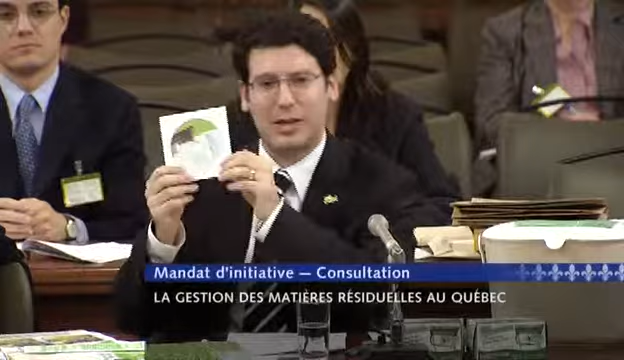 Mandat d'initiative — Consultation
LA GESTION DES MATIÈRES RÉSIDUELLES AU QUÉBEC